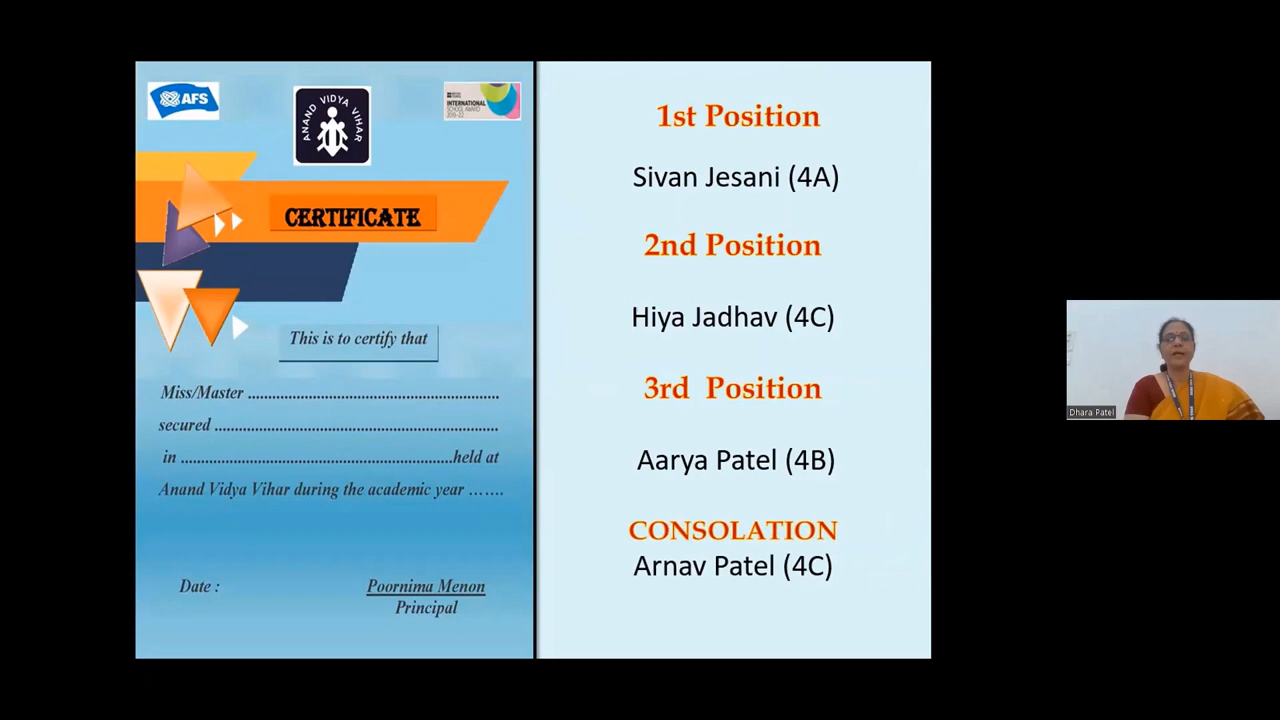 AFS
ANAND VIDYA VIHAR
BRITISH COUNCIL
INTERNATIONAL
SCHOOL AWARD
CERTIFICATE
This is to certify that
Miss/Master ..........................................................
secured ................................................................
in ...............................................................held at
Anand Vidya Vihar during the academic year …….
Date :
Poornima Menon
Principal
1st Position
Sivan Jesani (4A)
2nd Position
Hiya Jadhav (4C)
3rd Position
Aarya Patel (4B)
CONSOLATION
Arnav Patel (4C)
Dhara Patel